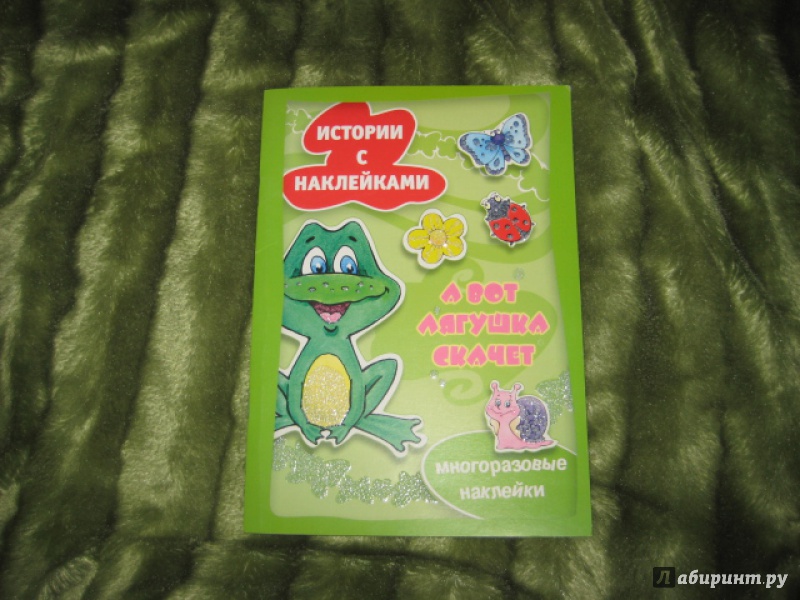 ИСТОРИИ
С
НАКЛЕЙКАМИ
А ВОТ
ЛЯГУШКА
СКАЧЕТ
многоразовые
наклейки
Лабиринт.ру